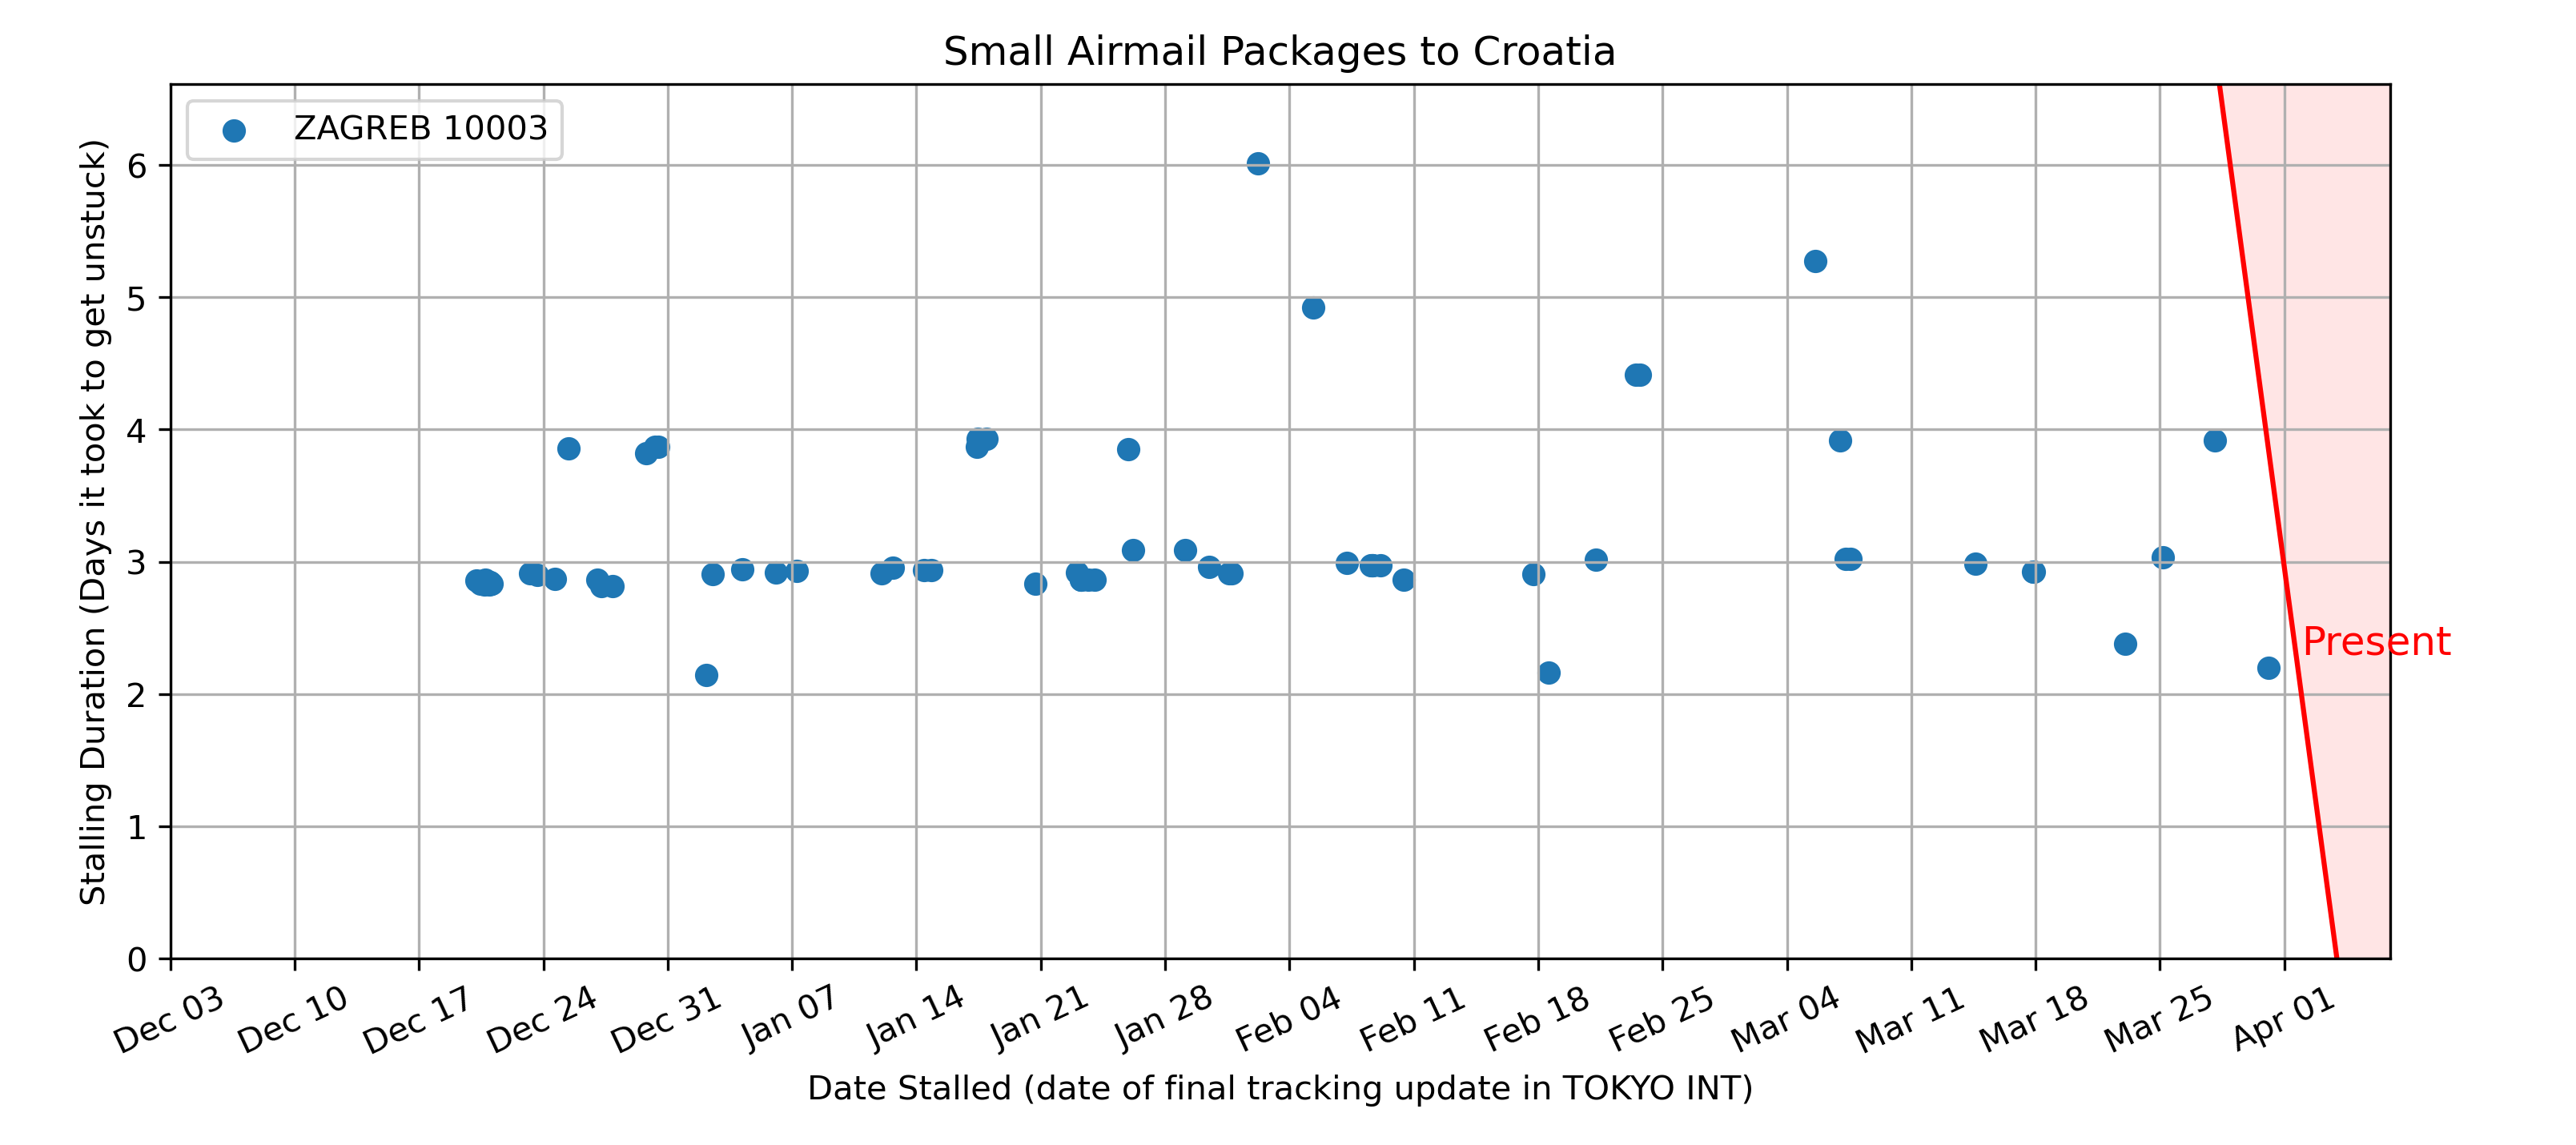 Small Airmail Packages to Croatia
ZAGREB 10003
Stalling Duration (Days it took to get unstuck)
6
5
4
3
2
1
0
Present
Dec 03
Dec 10
Dec 17
Dec 24
Dec 31
Jan 07
Jan 14
Jan 21
Jan 28
Feb 04
Feb 11
Feb 18
Feb 25
Mar 04
Mar 11
Mar 18
Mar 25
Apr 01
Date Stalled (date of final tracking update in TOKYO INT)